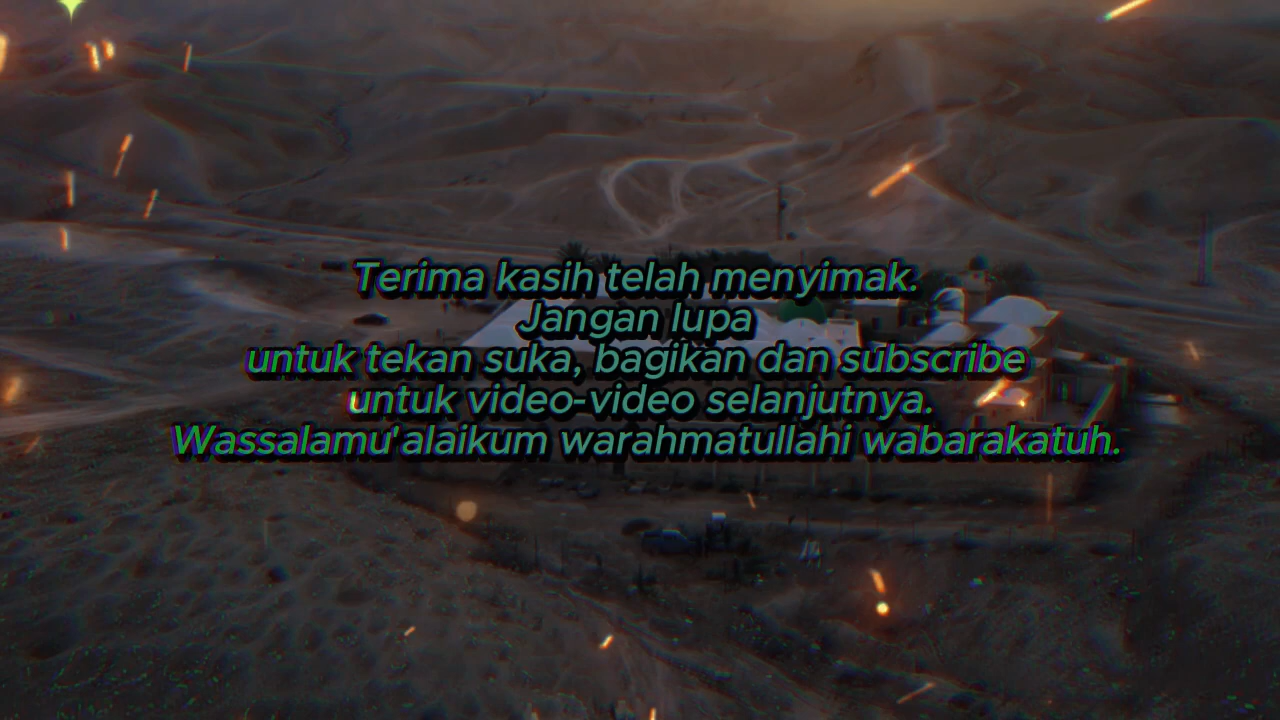 Terima kasih telah menyimak.
Jangan lupa
untuk tekan suka, bagikan dan subscribe
untuk video-video selanjutnya.
Wassalamu'alaikum warahmatullahi wabarakatuh.